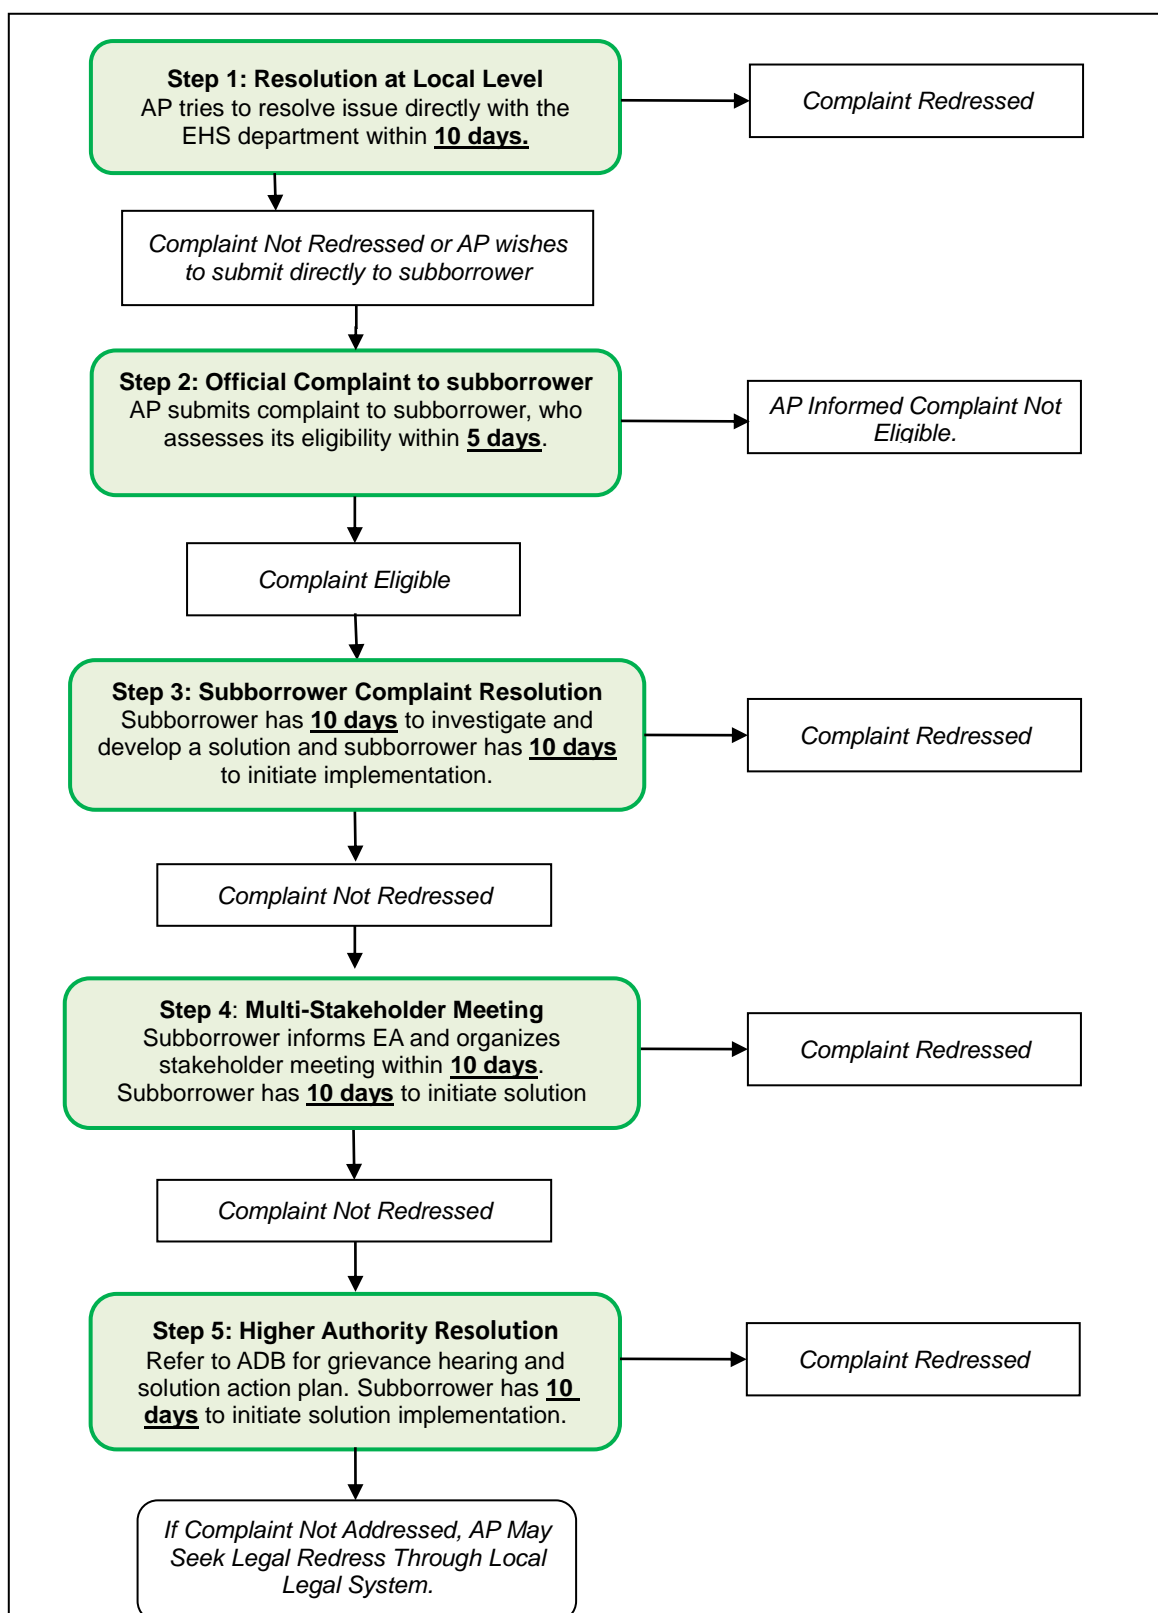 Step 1: Resolution at Local Level
AP tries to resolve issue directly with the
EHS department within 10 days.
Complaint Redressed
Complaint Not Redressed or AP wishes
to submit directly to subborrower
Step 2: Official Complaint to subborrower
AP submits complaint to subborrower, who
assesses its eligibility within 5 days.
AP Informed Complaint Not
Eligible.
Complaint Eligible
Step 3: Subborrower Complaint Resolution
Subborrower has 10 days to investigate and
develop a solution and subborrower has 10 days
to initiate implementation.
Complaint Redressed
Complaint Not Redressed
Step 4: Multi-Stakeholder Meeting
Subborrower informs EA and organizes
stakeholder meeting within 10 days.
Subborrower has 10 days to initiate solution
Complaint Redressed
Complaint Not Redressed
Step 5: Higher Authority Resolution
Refer to ADB for grievance hearing and
solution action plan. Subborrower has 10
days to initiate solution implementation.
Complaint Redressed
If Complaint Not Addressed, AP May
Seek Legal Redress Through Local
Legal System.